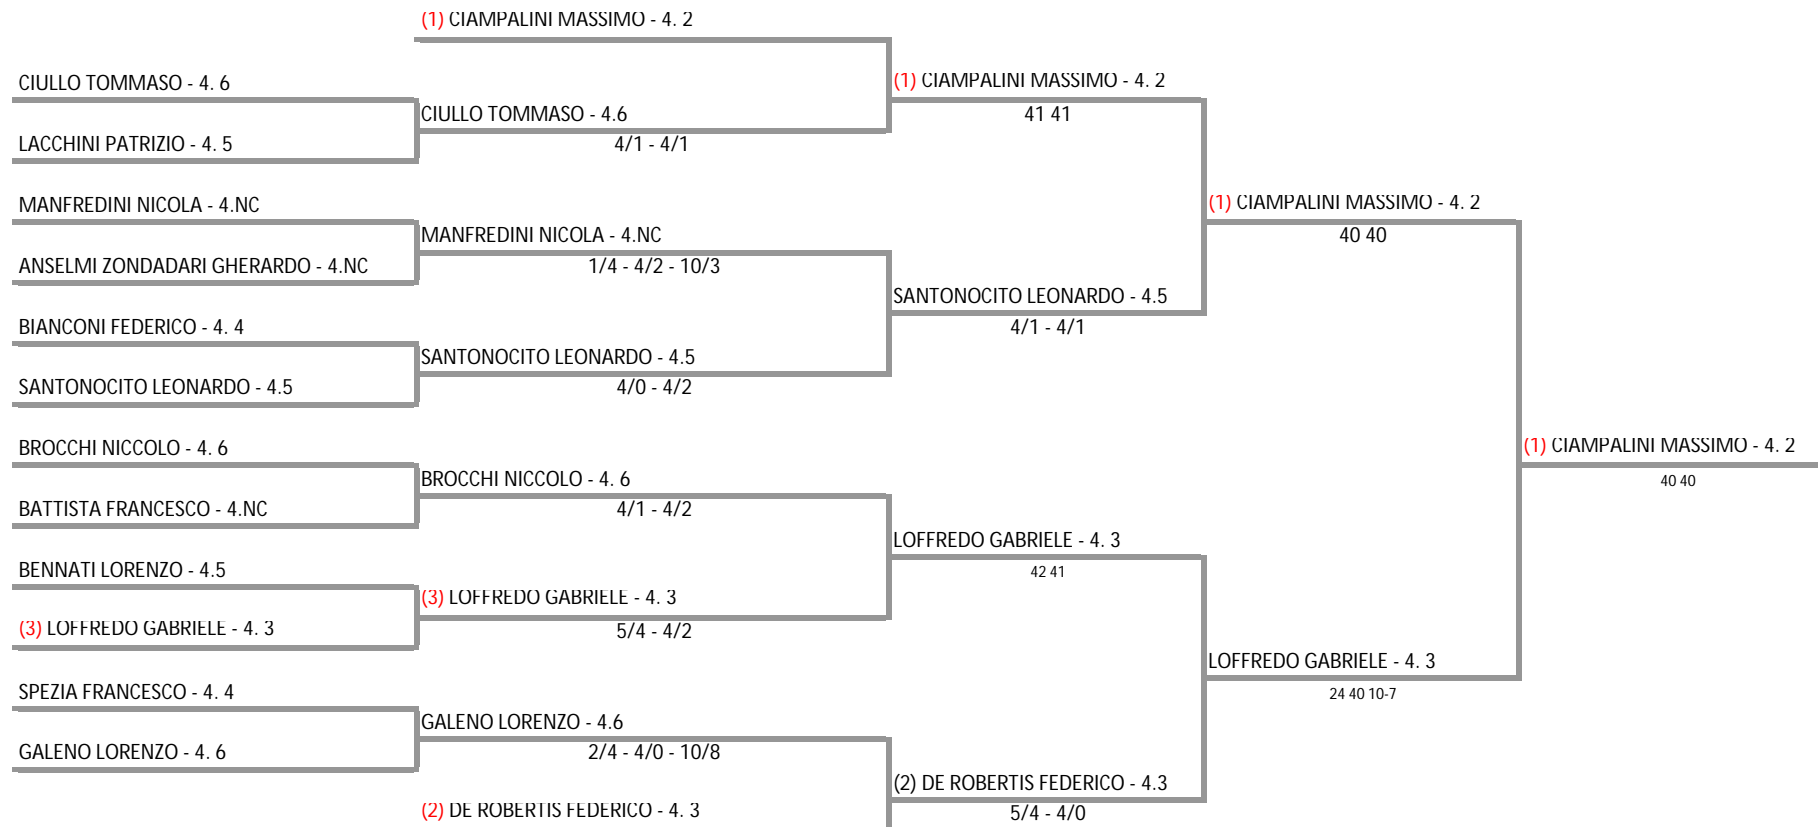 (1) CIAMPALINI MASSIMO - 4. 2
CIULLO TOMMASO - 4. 6
(1) CIAMPALINI MASSIMO - 4. 2
CIULLO TOMMASO - 4.6
41 41
LACCHINI PATRIZIO - 4. 5
4/1 - 4/1
MANFREDINI NICOLA - 4.NC
(1) CIAMPALINI MASSIMO - 4. 2
MANFREDINI NICOLA - 4.NC
40 40
ANSELMI ZONDADARI GHERARDO - 4.NC
1/4 - 4/2 - 10/3
SANTONOCITO LEONARDO - 4.5
BIANCONI FEDERICO - 4. 4
4/1 - 4/1
SANTONOCITO LEONARDO - 4.5
SANTONOCITO LEONARDO - 4.5
4/0 - 4/2
BROCCHI NICCOLO - 4. 6
(1) CIAMPALINI MASSIMO - 4. 2
BROCCHI NICCOLO - 4. 6
40 40
BATTISTA FRANCESCO - 4.NC
4/1 - 4/2
LOFFREDO GABRIELE - 4. 3
BENNATI LORENZO - 4.5
42 41
(3) LOFFREDO GABRIELE - 4. 3
(3) LOFFREDO GABRIELE - 4. 3
5/4 - 4/2
LOFFREDO GABRIELE - 4. 3
SPEZIA FRANCESCO - 4. 4
24 40 10-7
GALENO LORENZO - 4.6
GALENO LORENZO - 4. 6
2/4 - 4/0 - 10/8
(2) DE ROBERTIS FEDERICO - 4.3
(2) DE ROBERTIS FEDERICO - 4. 3
5/4 - 4/0